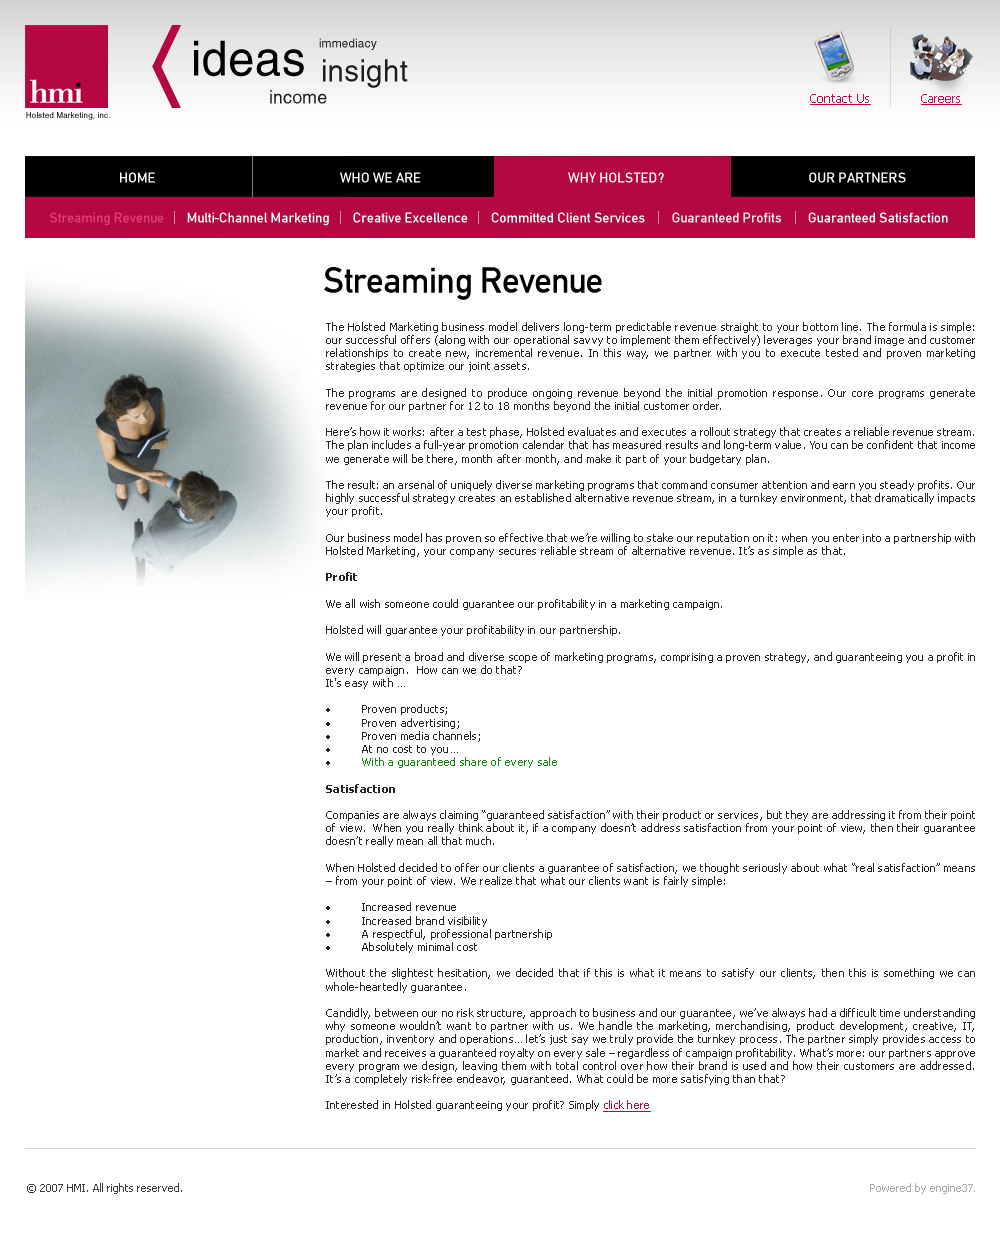 hmi
Holsted Marketing, inc.
ideas
immediacy
insight
income
Contact Us
Careers
HOME
WHO WE ARE
WHY HOLSTED?
OUR PARTNERS
Streaming Revenue
Multi-Channel Marketing
Creative Excellence
Committed Client Services
Guaranteed Profits
Guaranteed Satisfaction
Streaming Revenue
The Holsted Marketing business model delivers long-term predictable revenue straight to your bottom line. The formula is simple:
our successful offers (along with our operational savvy to implement them effectively) leverages your brand image and customer
relationships to create new, incremental revenue. In this way, we partner with you to execute tested and proven marketing
strategies that optimize our joint assets.
The programs are designed to produce ongoing revenue beyond the initial promotion response. Our core programs generate
revenue for our partner for 12 to 18 months beyond the initial customer order.
Here's how it works: after a test phase, Holsted evaluates and executes a rollout strategy that creates a reliable revenue stream.
The plan includes a full-year promotion calendar that has measured results and long-term value. You can be confident that income
we generate will be there, month after month, and make it part of your budgetary plan.
The result: an arsenal of uniquely diverse marketing programs that command consumer attention and earn you steady profits. Our
highly successful strategy creates an established alternative revenue stream, in a turnkey environment, that dramatically impacts
your profit.
Our business model has proven so effective that we're willing to stake our reputation on it: when you enter into a partnership with
Holsted Marketing, your company secures reliable stream of alternative revenue. It's as simple as that.
Profit
We all wish someone could guarantee our profitability in a marketing campaign.
Holsted will guarantee your profitability in our partnership.
We will present a broad and diverse scope of marketing programs, comprising a proven strategy, and guaranteeing you a profit in
every campaign.  How can we do that?
It's easy with ...
• Proven products;
• Proven advertising;
• Proven media channels;
• At no cost to you...
• With a guaranteed share of every sale
Satisfaction
Companies are always claiming "guaranteed satisfaction" with their product or services, but they are addressing it from their point
of view.  When you really think about it, if a company doesn't address satisfaction from your point of view, then their guarantee
doesn't really mean all that much.
When Holsted decided to offer our clients a guarantee of satisfaction, we thought seriously about what "real satisfaction" means
– from your point of view. We realize that what our clients want is fairly simple:
• Increased revenue
• Increased brand visibility
• A respectful, professional partnership
• Absolutely minimal cost
Without the slightest hesitation, we decided that if this is what it means to satisfy our clients, then this is something we can
whole-heartedly guarantee.
Candidly, between our no risk structure, approach to business and our guarantee, we've always had a difficult time understanding
why someone wouldn't want to partner with us. We handle the marketing, merchandising, product development, creative, IT,
production, inventory and operations... let's just say we truly provide the turnkey process. The partner simply provides access to
market and receives a guaranteed royalty on every sale – regardless of campaign profitability. What's more: our partners approve
every program we design, leaving them with total control over how their brand is used and how their customers are addressed.
It's a completely risk-free endeavor, guaranteed. What could be more satisfying than that?
Interested in Holsted guaranteeing your profit? Simply click here
© 2007 HMI. All rights reserved.
Powered by engine37.